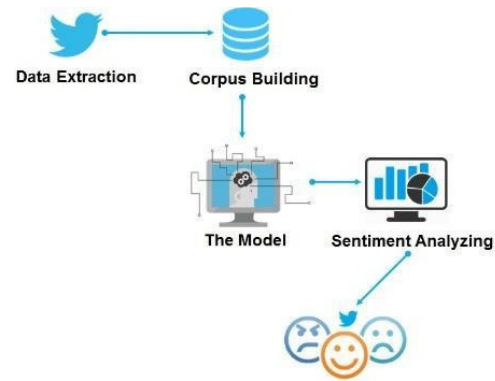 Data Extraction
Corpus Building
The Model
Sentiment Analyzing